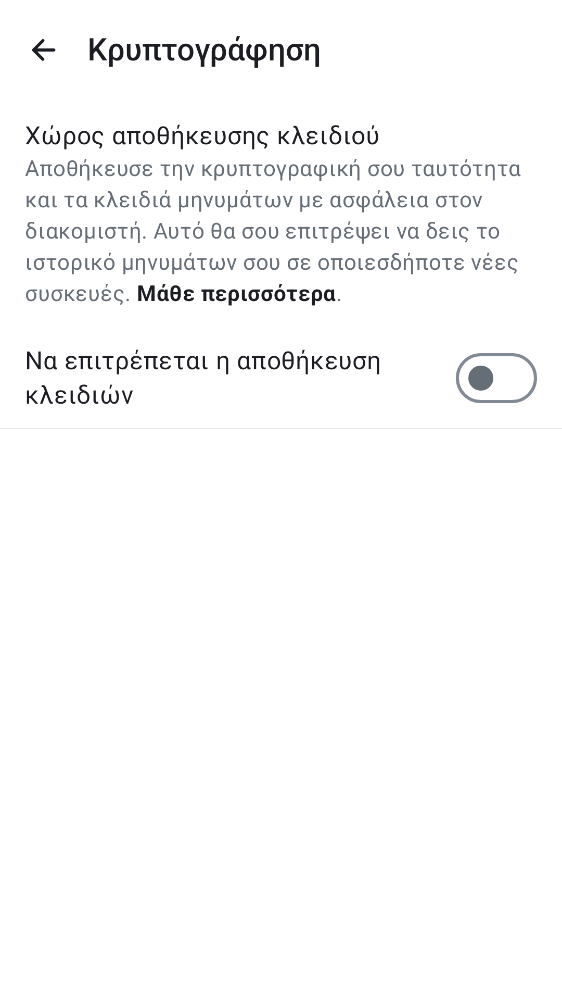 Κρυπτογράφηση
Χώρος αποθήκευσης κλειδιού
Αποθήκευσε την κρυπτογραφική σου ταυτότητα
και τα κλειδιά μηνυμάτων με ασφάλεια στον
διακομιστή. Αυτό θα σου επιτρέψει να δεις το
ιστορικό μηνυμάτων σου σε οποιεσδήποτε νέες
συσκευές. Μάθε περισσότερα.
Να επιτρέπεται η αποθήκευση
κλειδιών